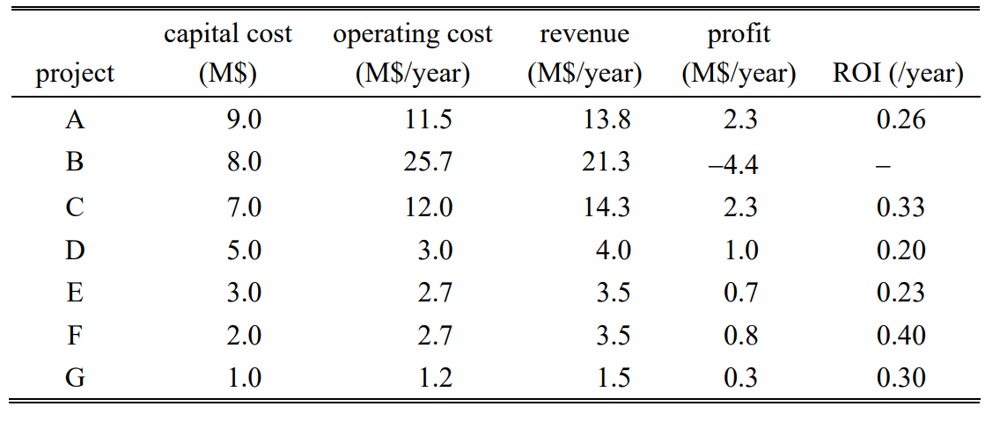 capital cost operating cost revenue profit
project (M$) (M$/year) (M$/year) (M$/year) ROI (/year)
A 9.0 11.5 13.8 2.3 0.26
B 8.0 25.7 21.3 –4.4 –
C 7.0 12.0 14.3 2.3 0.33
D 5.0 3.0 4.0 1.0 0.20
E 3.0 2.7 3.5 0.7 0.23
F 2.0 2.7 3.5 0.8 0.40
G 1.0 1.2 1.5 0.3 0.30